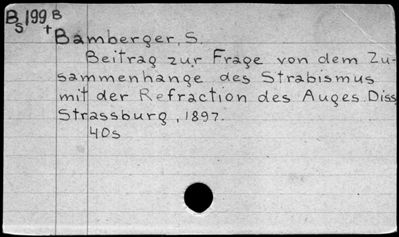 B 199 B
S
†Bamberger, S.
Beitrag zur Frage von dem Zu-
sammenhange des Strabismus
mit der Refraction des Auges. Diss
Strassburg, 1897.
40s